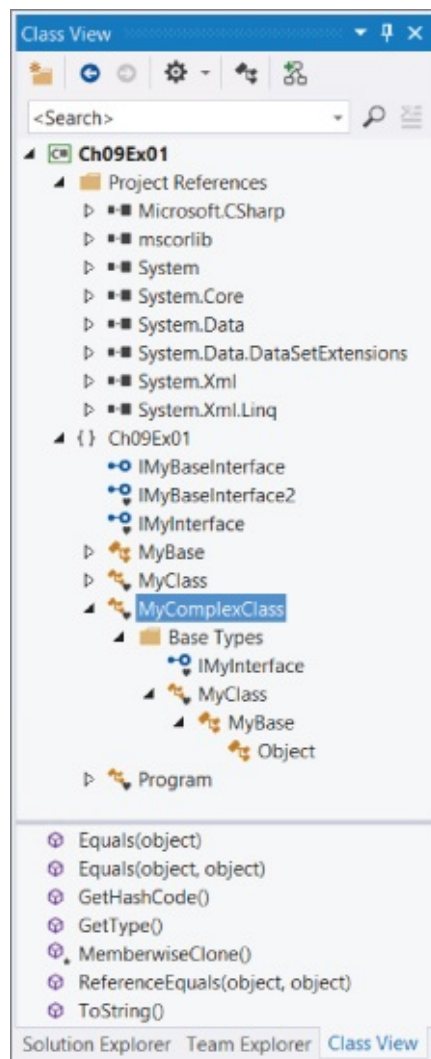 Class View
<Search>
C# Ch09Ex01
Project References
Microsoft.CSharp
mscorlib
System
System.Core
System.Data
System.Data.DataSetExtensions
System.Xml
System.Xml.Linq
{ } Ch09Ex01
IMyBaseInterface
IMyBaseInterface2
IMyInterface
MyBase
MyClass
MyComplexClass
Base Types
IMyInterface
MyClass
MyBase
Object
Program
Equals(object)
Equals(object, object)
GetHashCode()
GetType()
MemberwiseClone()
ReferenceEquals(object, object)
ToString()
Solution Explorer Team Explorer Class View